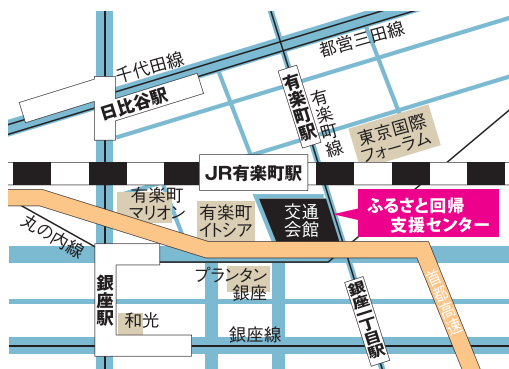 千代田線
都営三田線
日比谷駅
有楽町駅
有楽町線
東京国際
フォーラム
JR有楽町駅
有楽町
マリオン
有楽町
イトシア
交通
会館
ふるさと回帰
支援センター
丸の内線
プランタン
銀座
銀座駅
和光
銀座線
銀座一丁目駅
首都高速